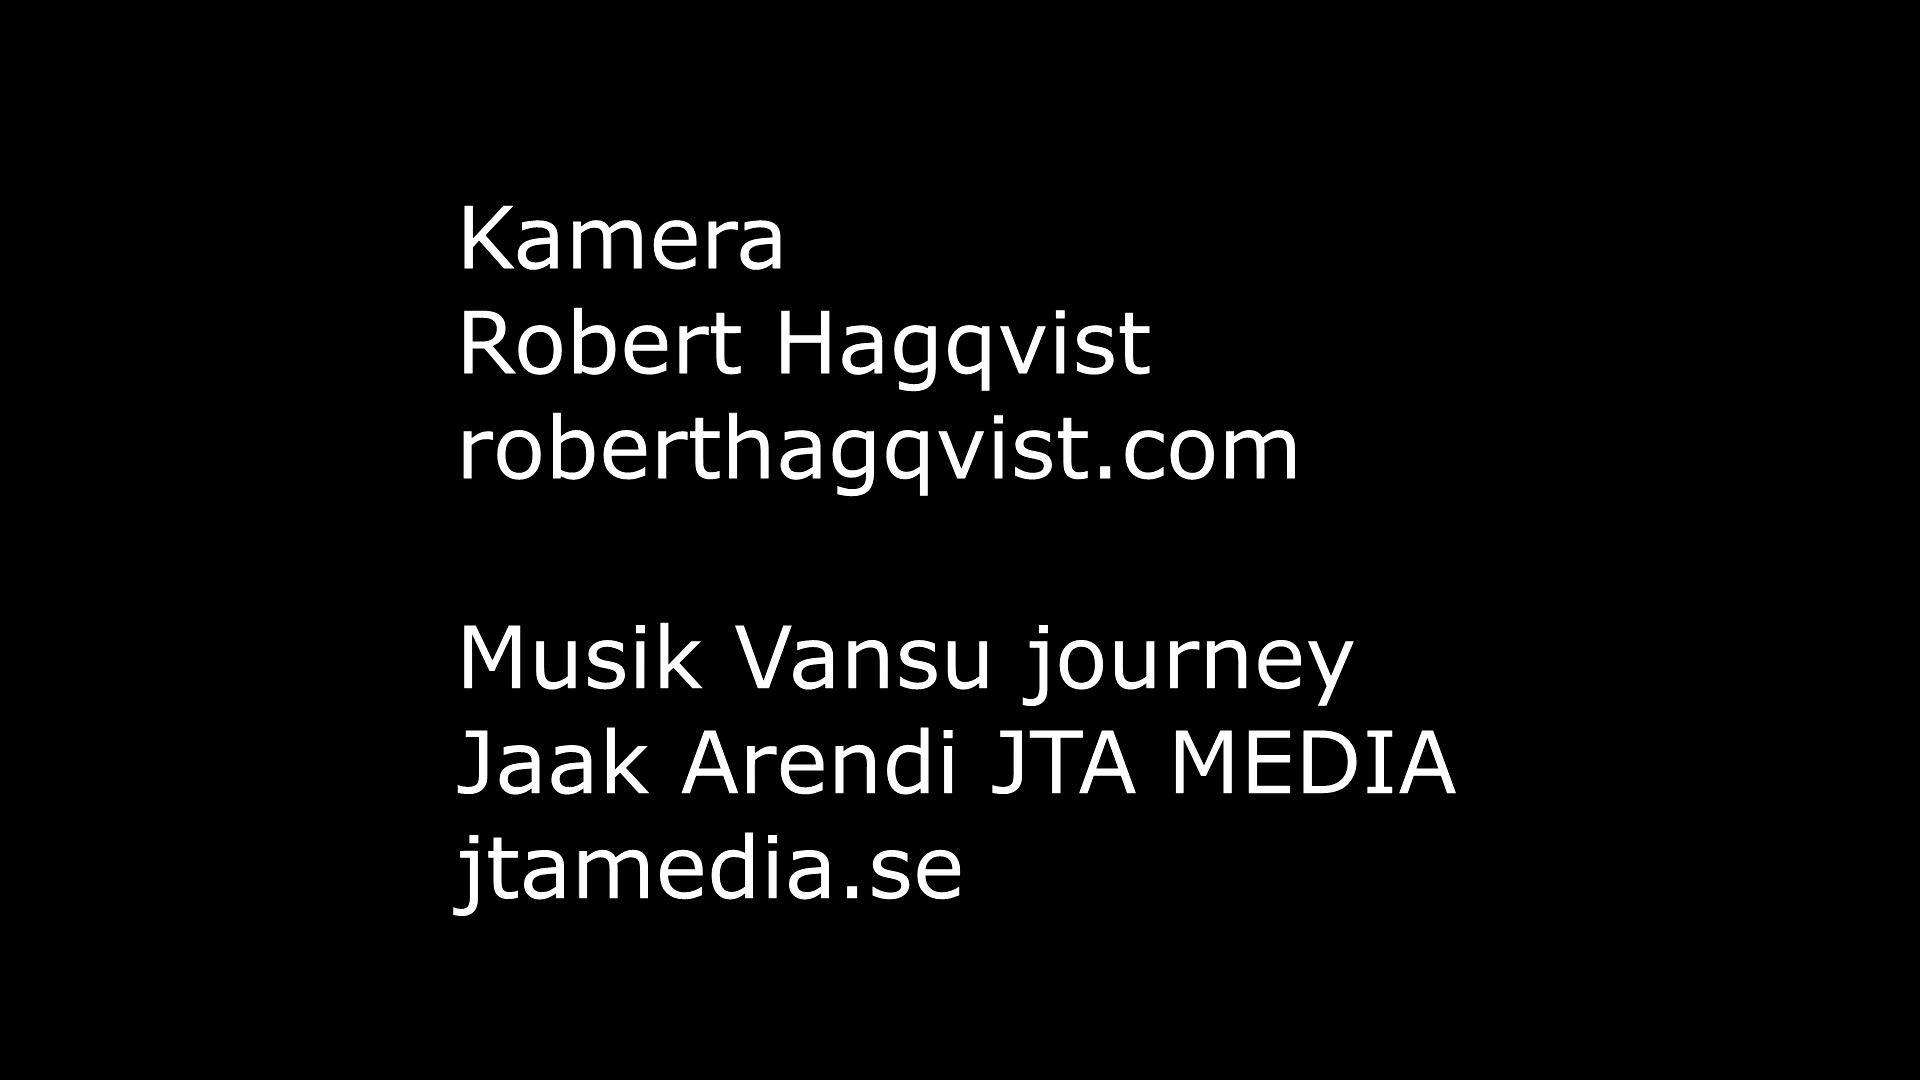 Kamera
Robert Hagqvist
roberthagqvist.com
Musik Vansu journey
Jaak Arendi JTA MEDIA
jtamedia.se